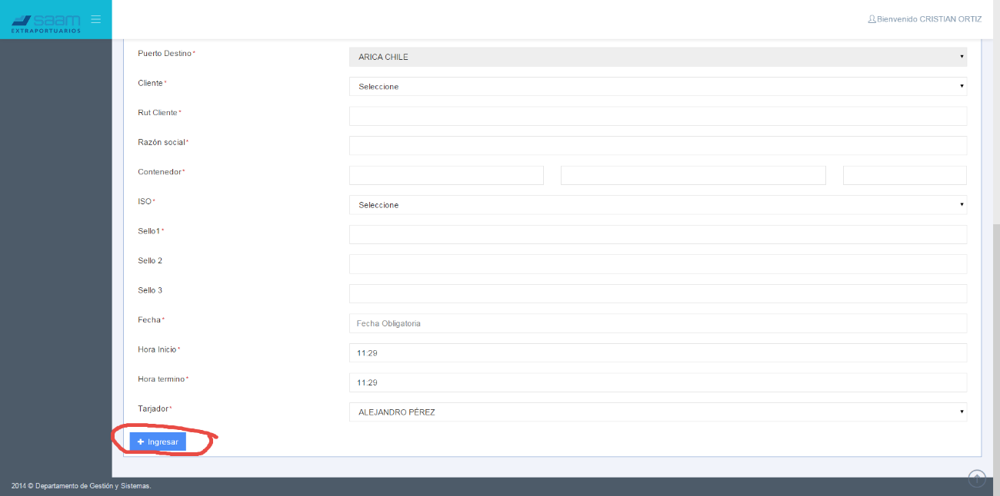 saam
EXTRAPORTUARIOS
Bienvenido CRISTIAN ORTIZ
Puerto Destino* ARICA CHILE
Cliente* Seleccione
Rut Cliente*
Razón social*
Contenedor*
ISO* Seleccione
Sello1*
Sello 2
Sello 3
Fecha* Fecha Obligatoria
Hora Inicio* 11:29
Hora termino* 11:29
Tarjador* ALEJANDRO PÉREZ
+ Ingresar
2014 © Departamento de Gestión y Sistemas.